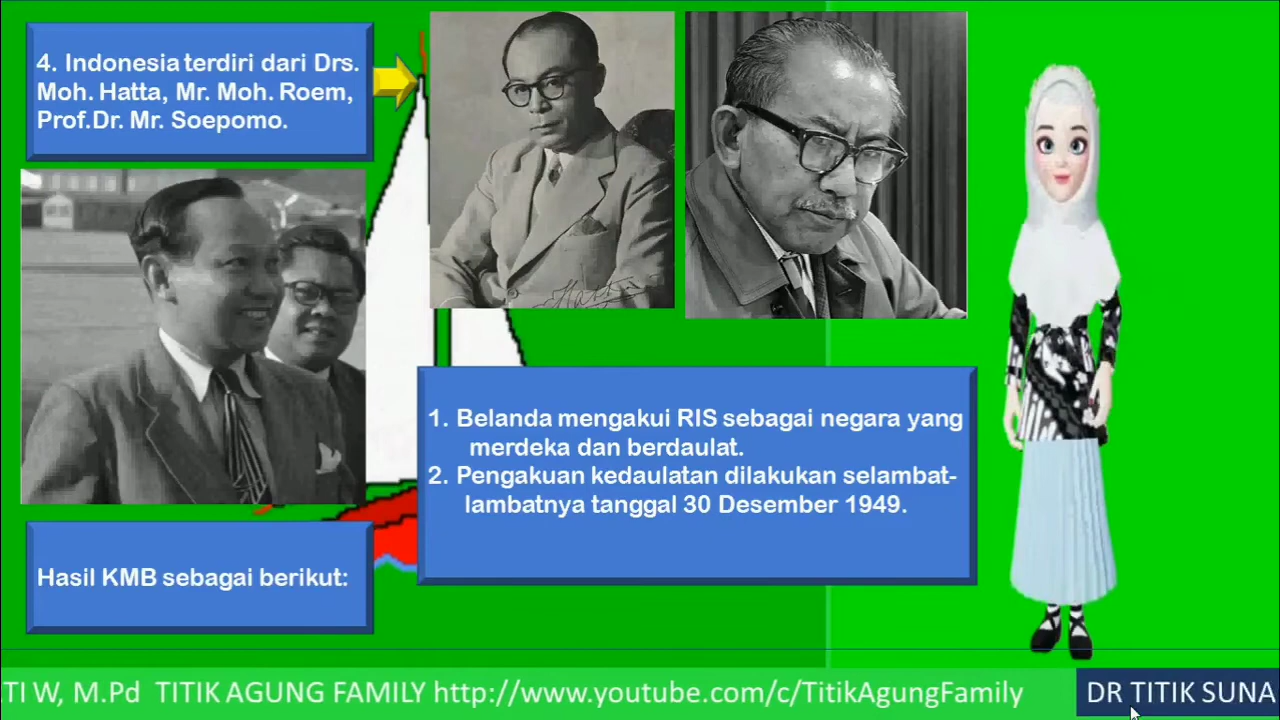 4. Indonesia terdiri dari Drs.
Moh. Hatta, Mr. Moh. Roem,
Prof.Dr. Mr. Soepomo.
1. Belanda mengakui RIS sebagai negara yang
merdeka dan berdaulat.
2. Pengakuan kedaulatan dilakukan selambat-
lambatnya tanggal 30 Desember 1949.
Hasil KMB sebagai berikut:
TI W, M.Pd TITIK AGUNG FAMILY http://www.youtube.com/c/TitikAgungFamily
DR TITIK SUNA